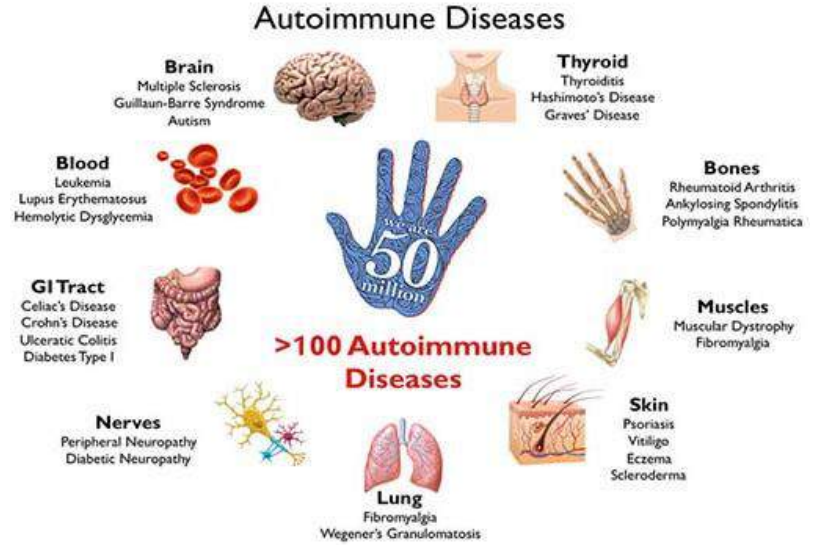 Autoimmune Diseases
Brain
Multiple Sclerosis
Guillaun-Barre Syndrome
Autism
Thyroid
Thyroiditis
Hashimoto's Disease
Graves' Disease
Blood
Leukemia
Lupus Erythematosus
Hemolytic Dysglycemia
we are
50
million
Bones
Rheumatoid Arthritis
Ankylosing Spondylitis
Polymyalgia Rheumatica
GI Tract
Celiac's Disease
Crohn's Disease
Ulceratic Colitis
Diabetes Type I
>100 Autoimmune
Diseases
Muscles
Muscular Dystrophy
Fibromyalgia
Nerves
Peripheral Neuropathy
Diabetic Neuropathy
Skin
Psoriasis
Vitiligo
Eczema
Scleroderma
Lung
Fibromyalgia
Wegener's Granulomatosis